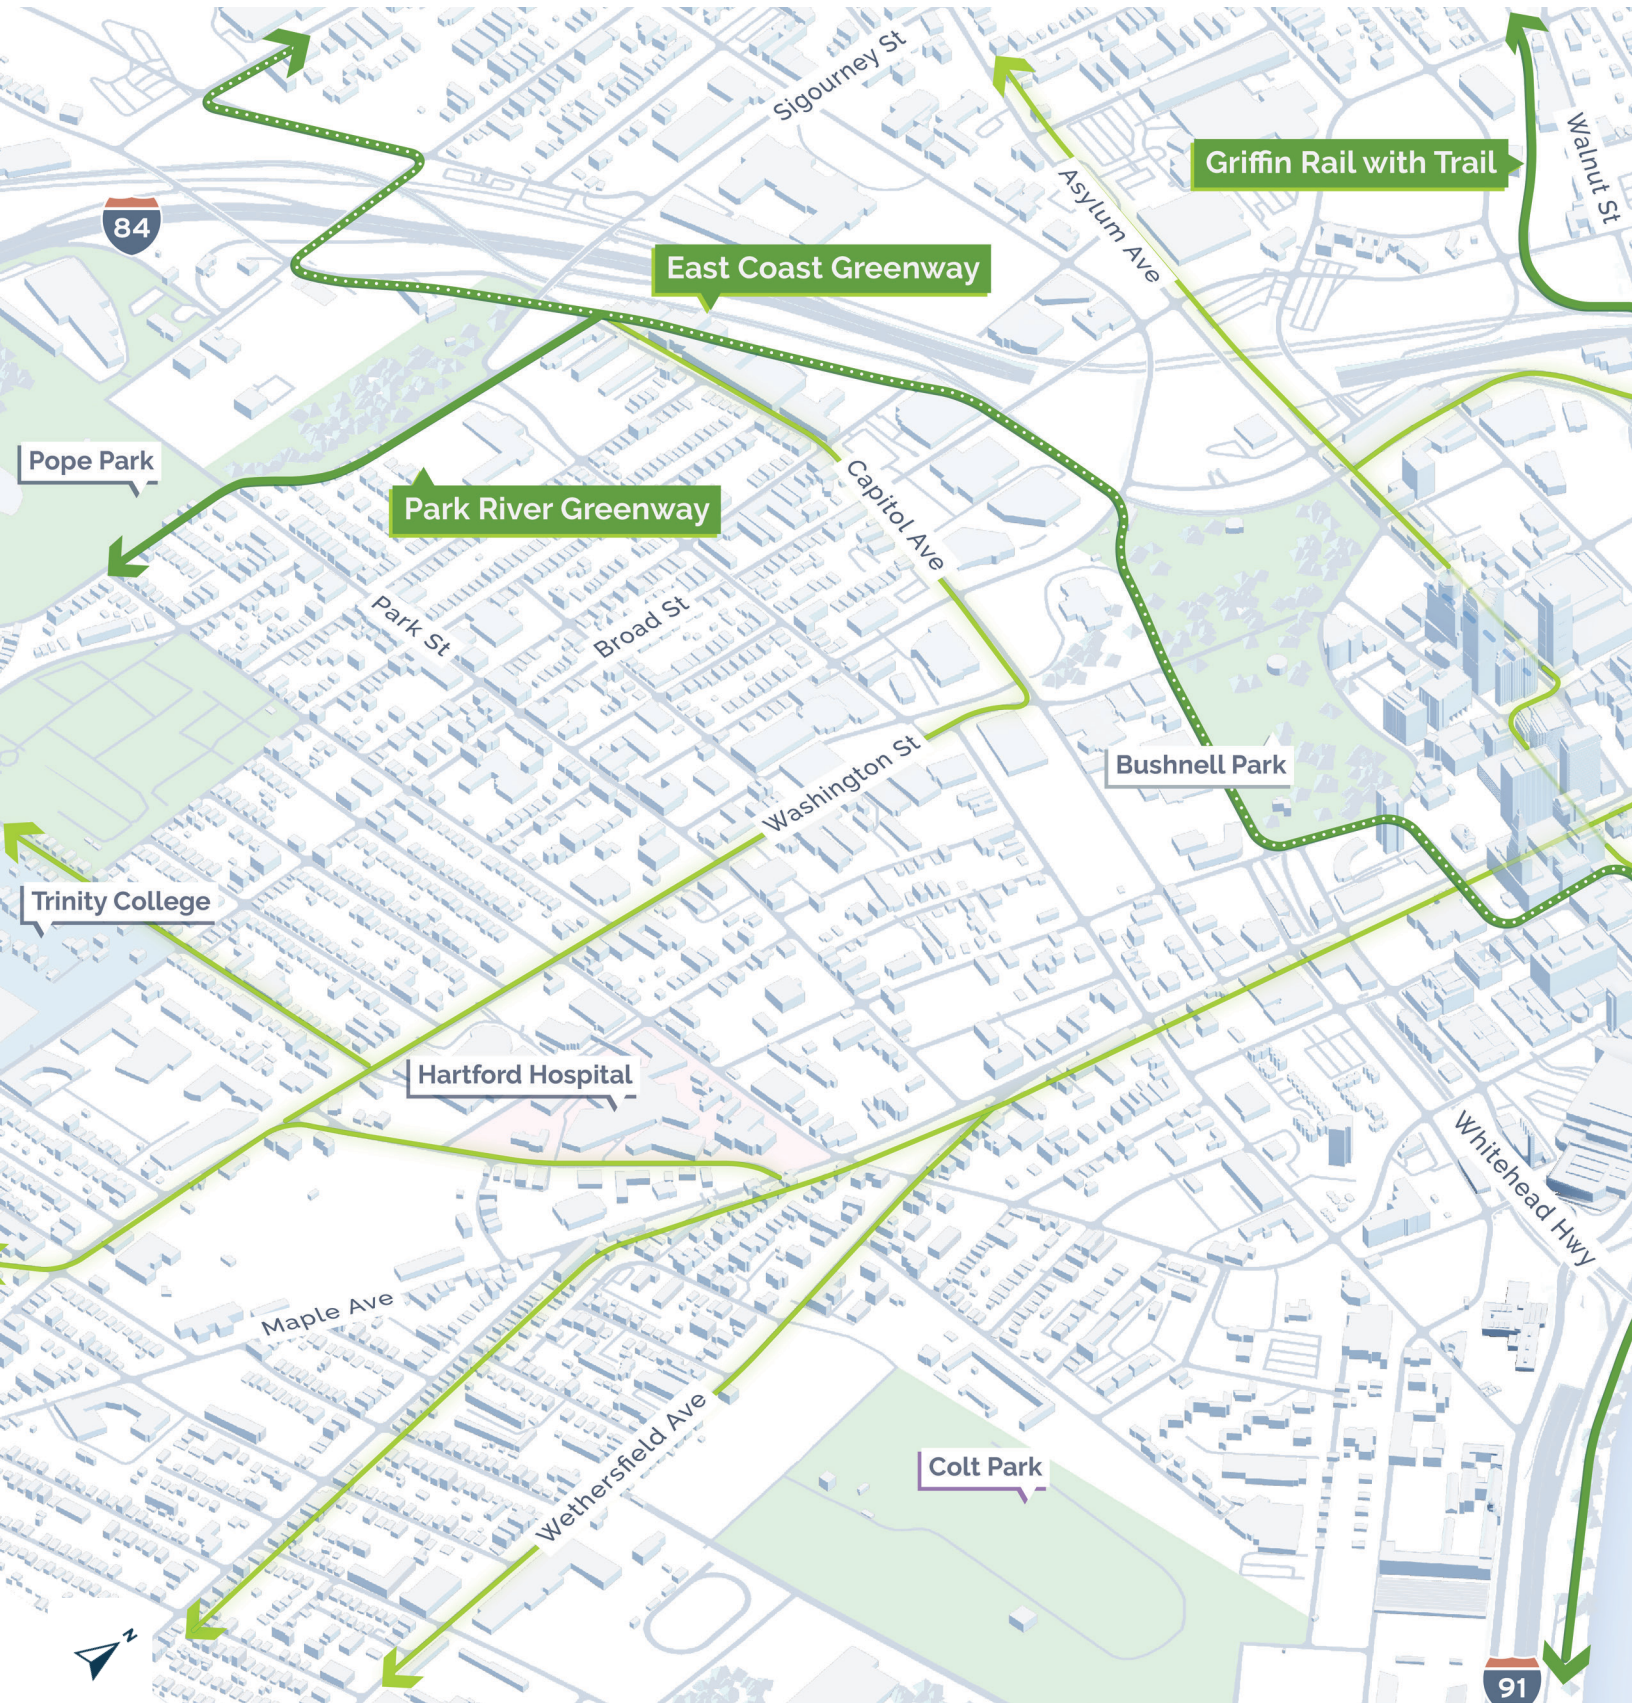 Sigourney St
Walnut St
Griffin Rail with Trail
Asylum Ave
84
East Coast Greenway
Pope Park
Park River Greenway
Capitol Ave
Park St
Broad St
Washington St
Bushnell Park
Trinity College
Hartford Hospital
Whitehead Hwy
Maple Ave
Wethersfield Ave
Colt Park
N
91